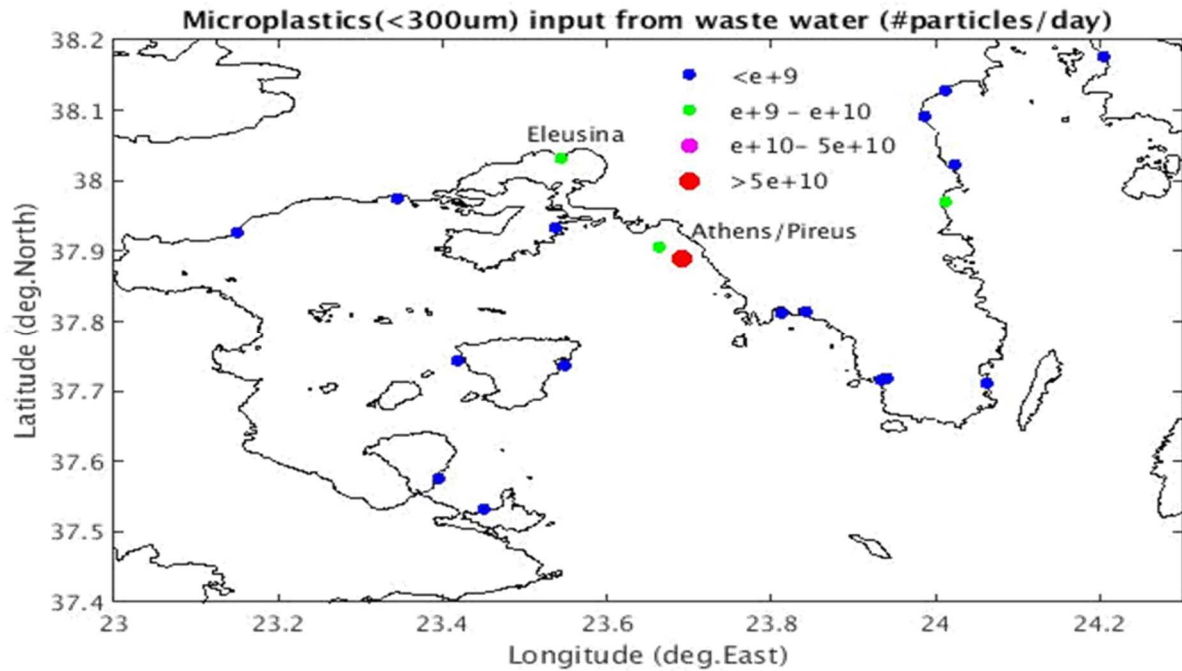 Microplastics(<300um) input from waste water (#particles/day)
38.2
38.1
38
37.9
37.8
37.7
37.6
37.5
37.4
Latitude (deg.North)
<e+9
e+9 – e+10
e+10– 5e+10
>5e+10
Eleusina
Athens/Pireus
23
23.2
23.4
23.6
23.8
24
24.2
Longitude (deg.East)